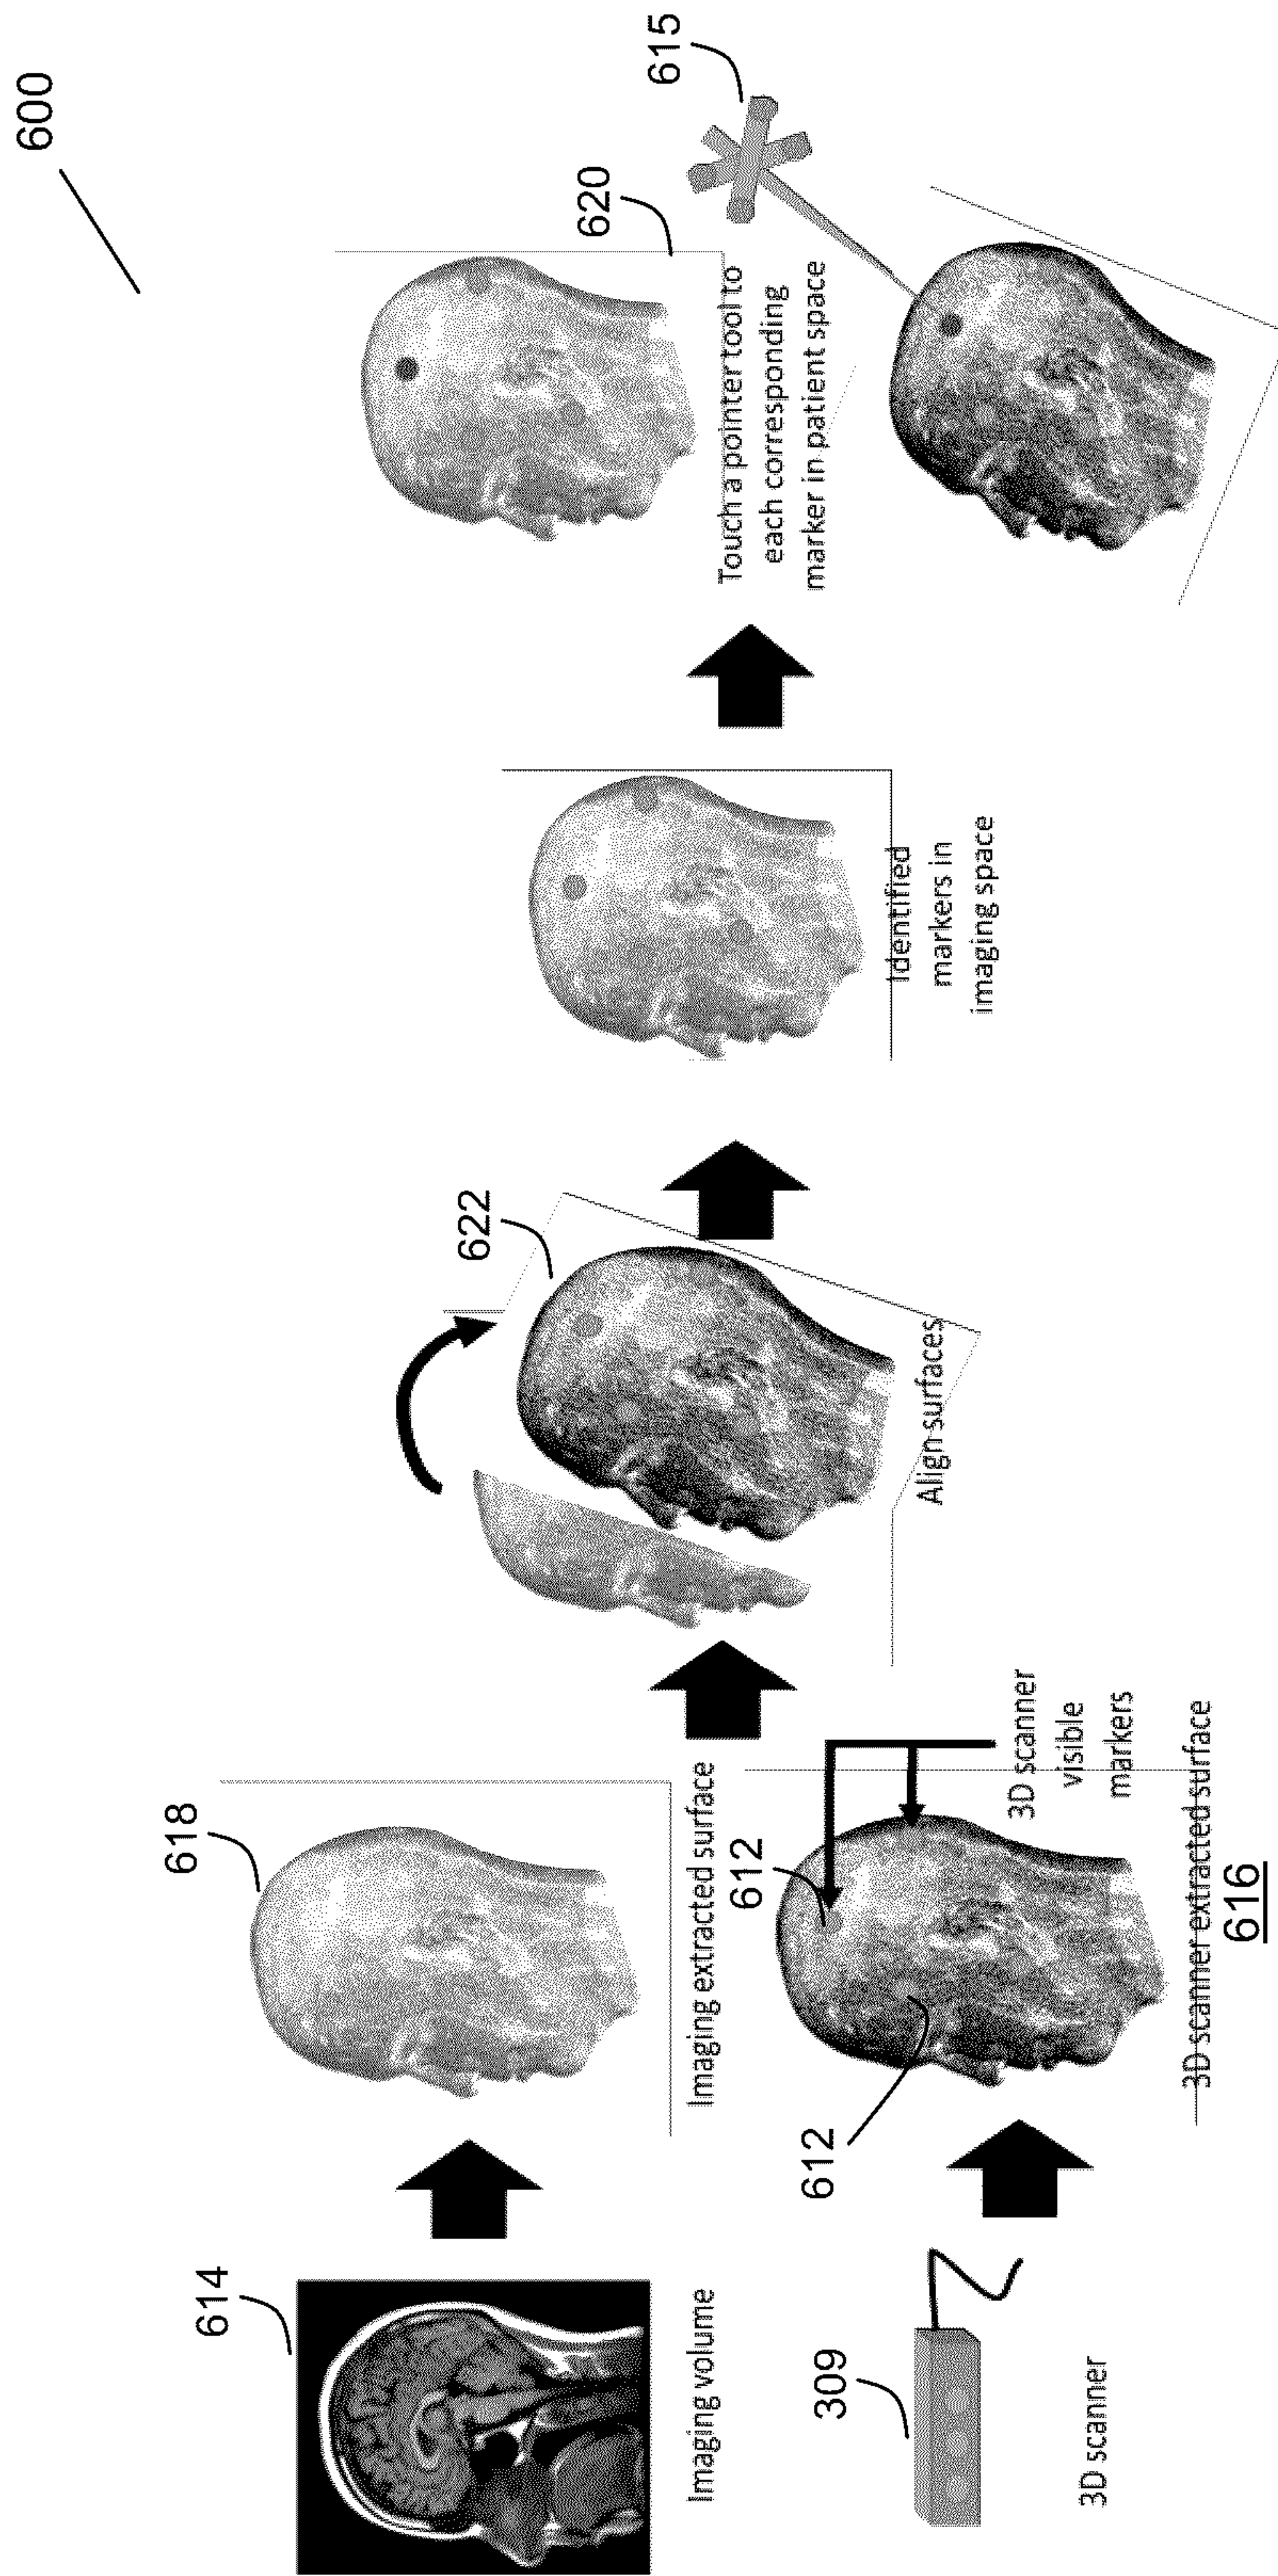 600
614
Imaging volume
309
3D scanner
618
Imaging extracted surface
612
612
3D scanner
visible
markers
3D scanner extracted surface
616
622
Align surfaces
Identified
markers in
imaging space
620
Touch a pointer tool to
each corresponding
marker in patient space
615